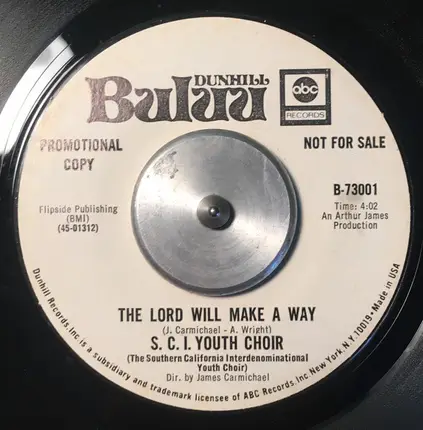 DUNHILL
Buluu
abc
RECORDS
PROMOTIONAL
COPY
NOT FOR SALE
B-73001
Flipside Publishing
(BMI)
(45-01312)
Time: 4:02
An Arthur James
Production
THE LORD WILL MAKE A WAY
(J. Carmichael - A. Wright)
S. C. I. YOUTH CHOIR
(The Southern California Interdenominational
Youth Choir)
Dir. by James Carmichael
Dunhill Records, Inc. is a subsidiary and trademark licensee of ABC Records, Inc. New York, N.Y. 10019 • Made in USA